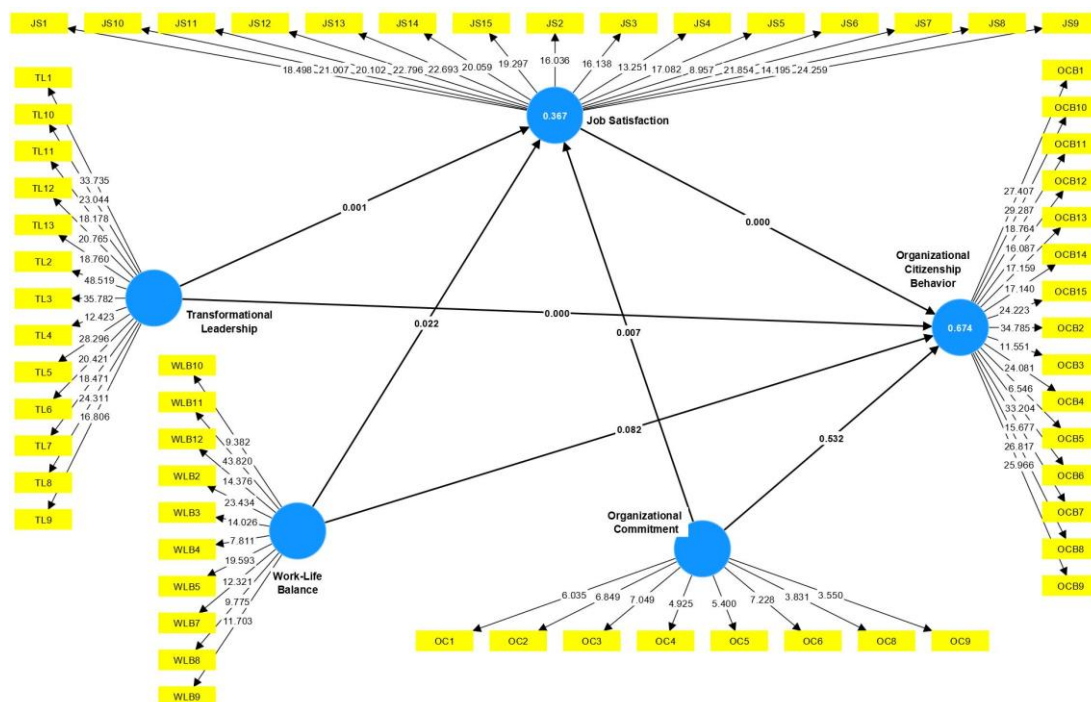 JS1 JS10 JS11 JS12 JS13 JS14 JS15 JS2 JS3 JS4 JS5 JS6 JS7 JS8 JS9
18.498 21.007 20.102 22.796 22.693 20.059 19.297 16.036 16.138 13.251 17.082 8.957 21.854 14.195 24.259
0.367
Job Satisfaction
TL1
TL10
TL11
TL12
TL13
TL2
TL3
TL4
TL5
TL6
TL7
TL8
TL9
33.735
23.044
18.178
20.765
18.760
48.519
35.782
12.423
28.296
20.421
18.471
24.311
16.806
Transformational
Leadership
0.001
0.000
0.000
0.022
0.007
0.082
0.532
Organizational
Citizenship
Behavior
0.674
27.407
29.287
18.764
16.087
17.159
17.140
24.223
34.785
11.551
24.081
6.546
33.204
15.677
26.817
25.966
OCB1
OCB10
OCB11
OCB12
OCB13
OCB14
OCB15
OCB2
OCB3
OCB4
OCB5
OCB6
OCB7
OCB8
OCB9
WLB10
WLB11
WLB12
WLB2
WLB3
WLB4
WLB5
WLB7
WLB8
WLB9
9.382
43.820
14.376
23.434
14.026
7.811
19.593
12.321
9.775
11.703
Work-Life
Balance
Organizational
Commitment
6.035 6.849 7.049 4.925 5.400 7.228 3.831 3.550
OC1 OC2 OC3 OC4 OC5 OC6 OC8 OC9